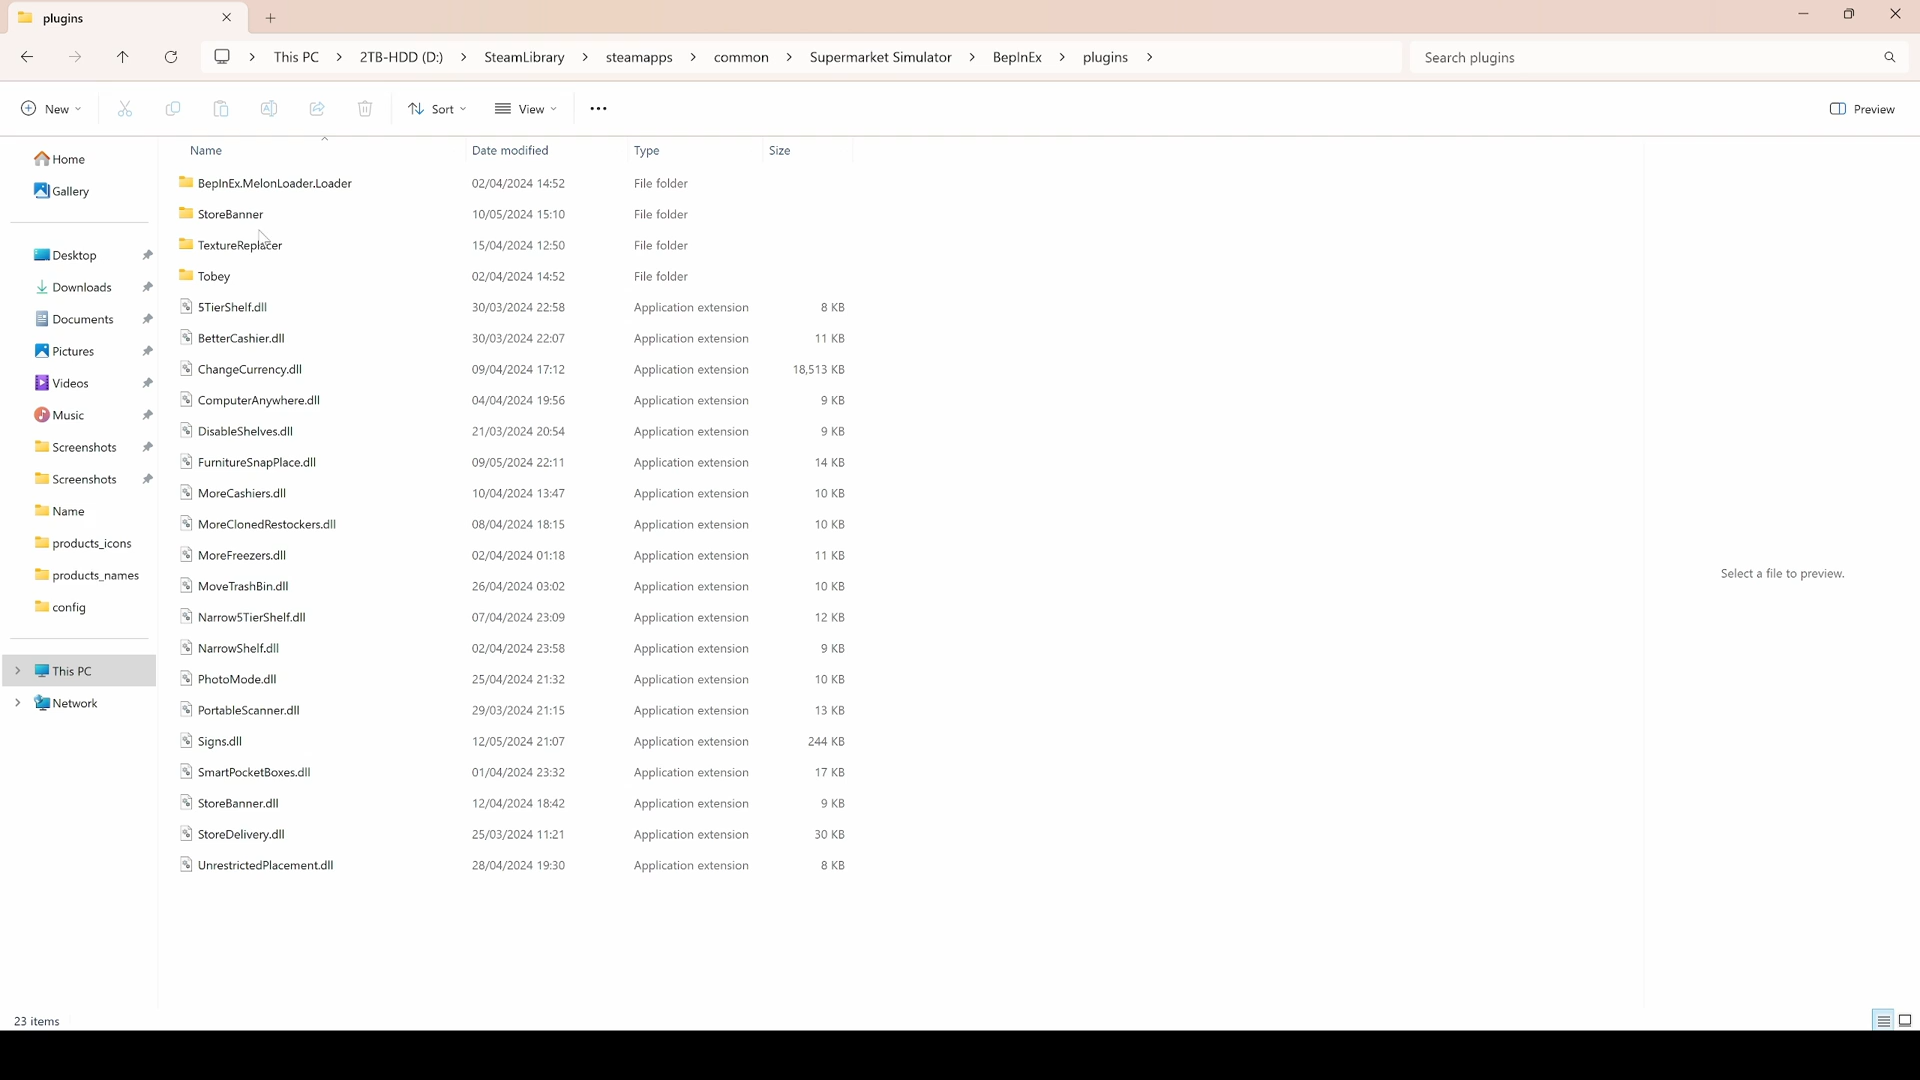 plugins
This PC > 2TB-HDD (D:) > SteamLibrary > steamapps > common > Supermarket Simulator > BepInEx > plugins >
Search plugins
New
Sort
View
Preview
Name Date modified Type Size
Home
Gallery
Desktop
Downloads
Documents
Pictures
Videos
Music
Screenshots
Screenshots
Name
products_icons
products_names
config
This PC
Network
BepInEx.MelonLoader.Loader 02/04/2024 14:52 File folder
StoreBanner 10/05/2024 15:10 File folder
TextureReplacer 15/04/2024 12:50 File folder
Tobey 02/04/2024 14:52 File folder
5TierShelf.dll 30/03/2024 22:58 Application extension 8 KB
BetterCashier.dll 30/03/2024 22:07 Application extension 11 KB
ChangeCurrency.dll 09/04/2024 17:12 Application extension 18,513 KB
ComputerAnywhere.dll 04/04/2024 19:56 Application extension 9 KB
DisableShelves.dll 21/03/2024 20:54 Application extension 9 KB
FurnitureSnapPlace.dll 09/05/2024 22:11 Application extension 14 KB
MoreCashiers.dll 10/04/2024 13:47 Application extension 10 KB
MoreClonedRestockers.dll 08/04/2024 18:15 Application extension 10 KB
MoreFreezers.dll 02/04/2024 01:18 Application extension 11 KB
MoveTrashBin.dll 26/04/2024 03:02 Application extension 10 KB
Narrow5TierShelf.dll 07/04/2024 23:09 Application extension 12 KB
NarrowShelf.dll 02/04/2024 23:58 Application extension 9 KB
PhotoMode.dll 25/04/2024 21:32 Application extension 10 KB
PortableScanner.dll 29/03/2024 21:15 Application extension 13 KB
Signs.dll 12/05/2024 21:07 Application extension 244 KB
SmartPocketBoxes.dll 01/04/2024 23:32 Application extension 17 KB
StoreBanner.dll 12/04/2024 18:42 Application extension 9 KB
StoreDelivery.dll 25/03/2024 11:21 Application extension 30 KB
UnrestrictedPlacement.dll 28/04/2024 19:30 Application extension 8 KB
Select a file to preview.
23 items